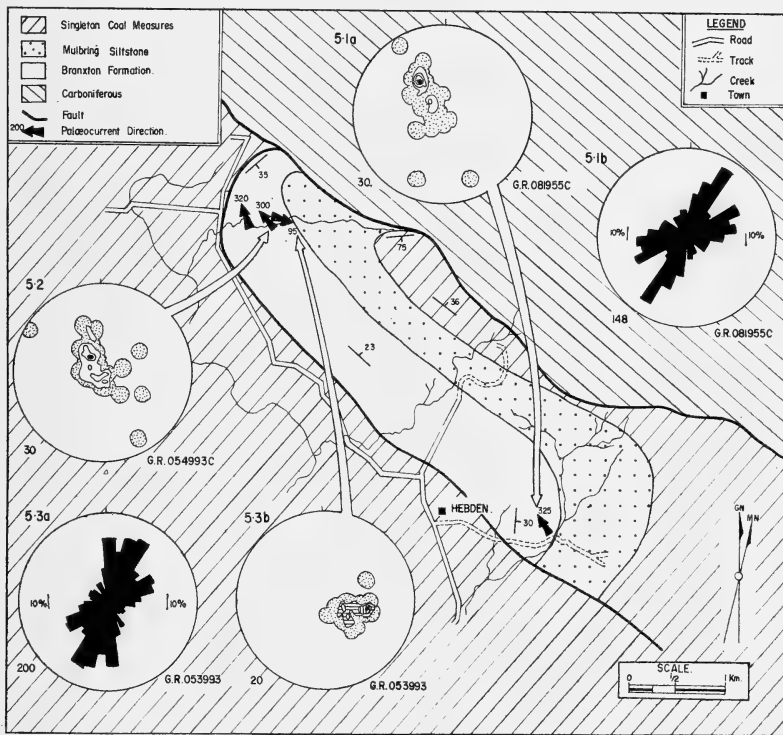 Singleton Coal Measures
Mulbring Siltstone
Branxton Formation.
Carboniferous
Fault
200
Palæocurrent Direction.
5·1a
LEGEND
Road
Track
Creek
Town
30
G.R.081955C
5·1b
10%
10%
148
G.R.081955C
35
320
300
95
75
36
23
5·2
30
G.R.054993C
HEBDEN
325
30
5·3a
10%
10%
200
G.R.053993
5·3b
20
G.R.053993
GN
MN
SCALE.
0 ½ 1 Km.